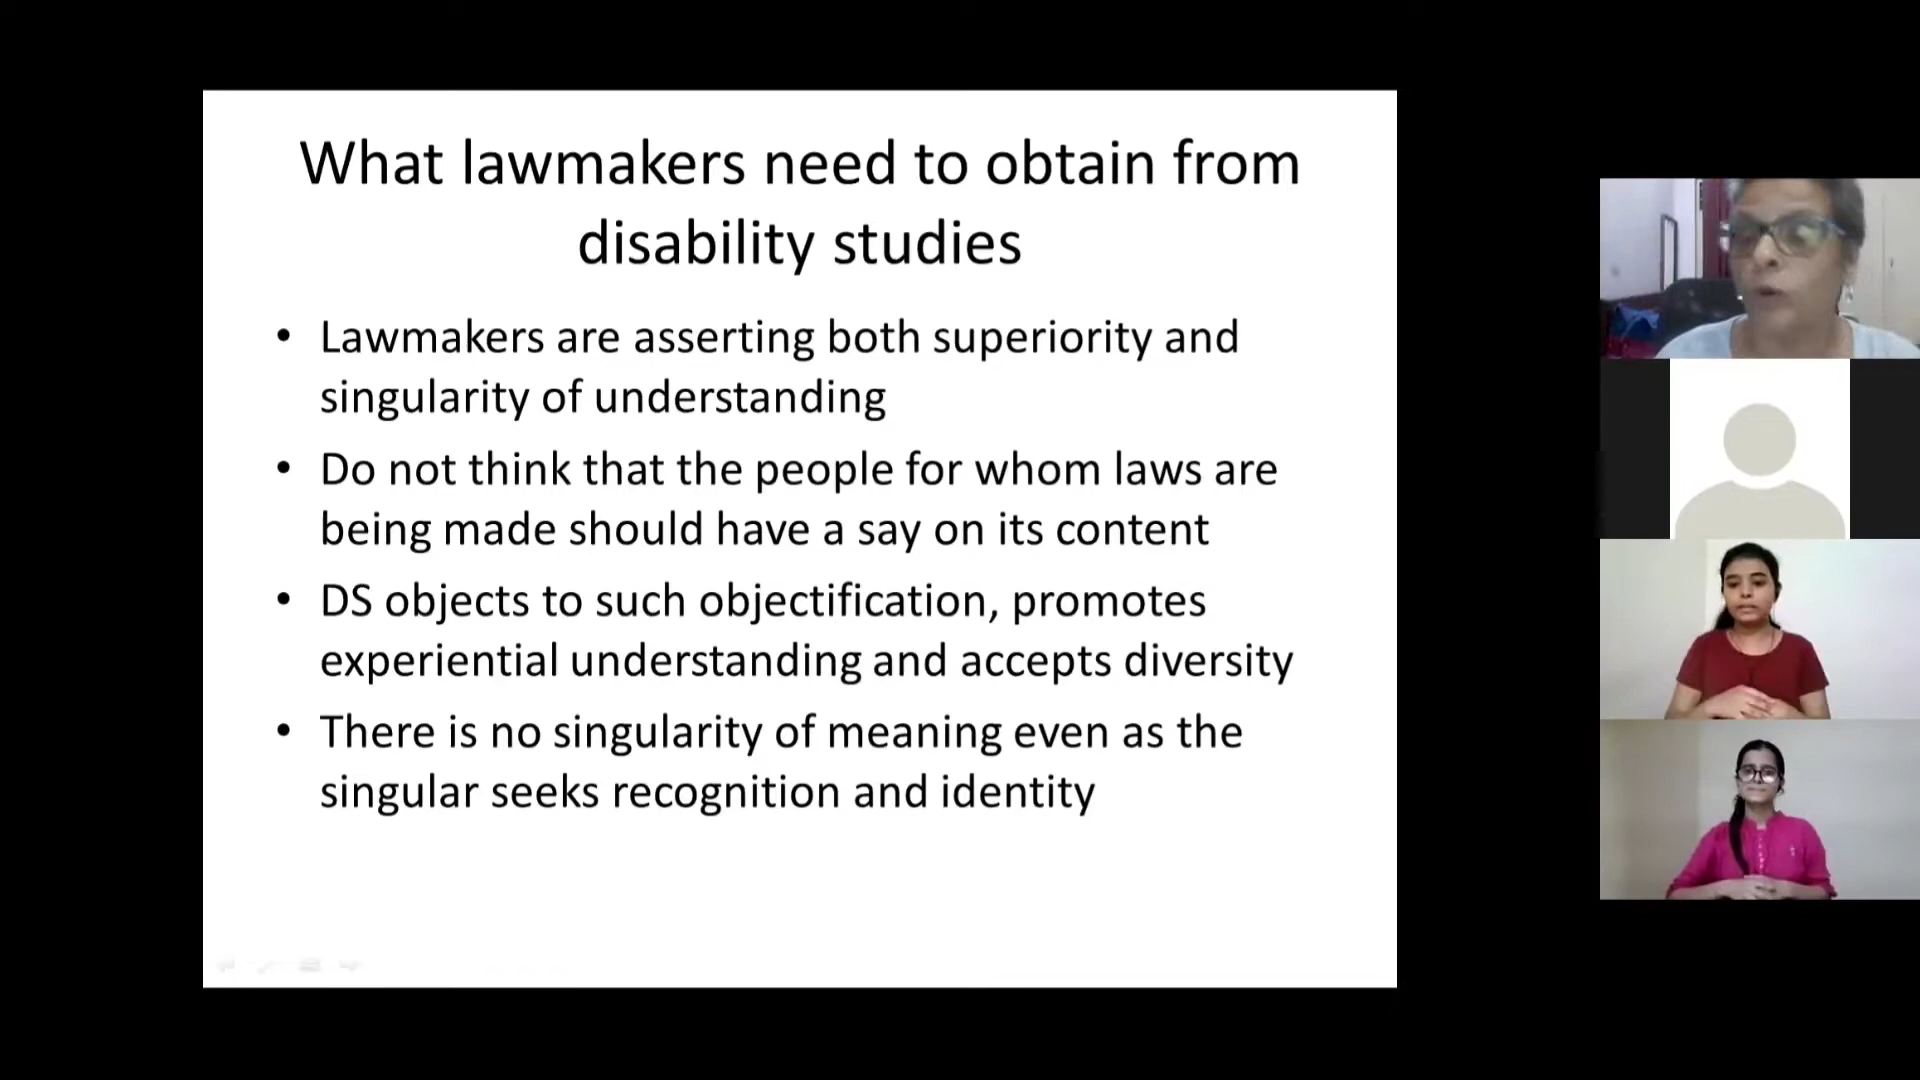 What lawmakers need to obtain from
disability studies
• Lawmakers are asserting both superiority and
singularity of understanding
• Do not think that the people for whom laws are
being made should have a say on its content
• DS objects to such objectification, promotes
experiential understanding and accepts diversity
• There is no singularity of meaning even as the
singular seeks recognition and identity